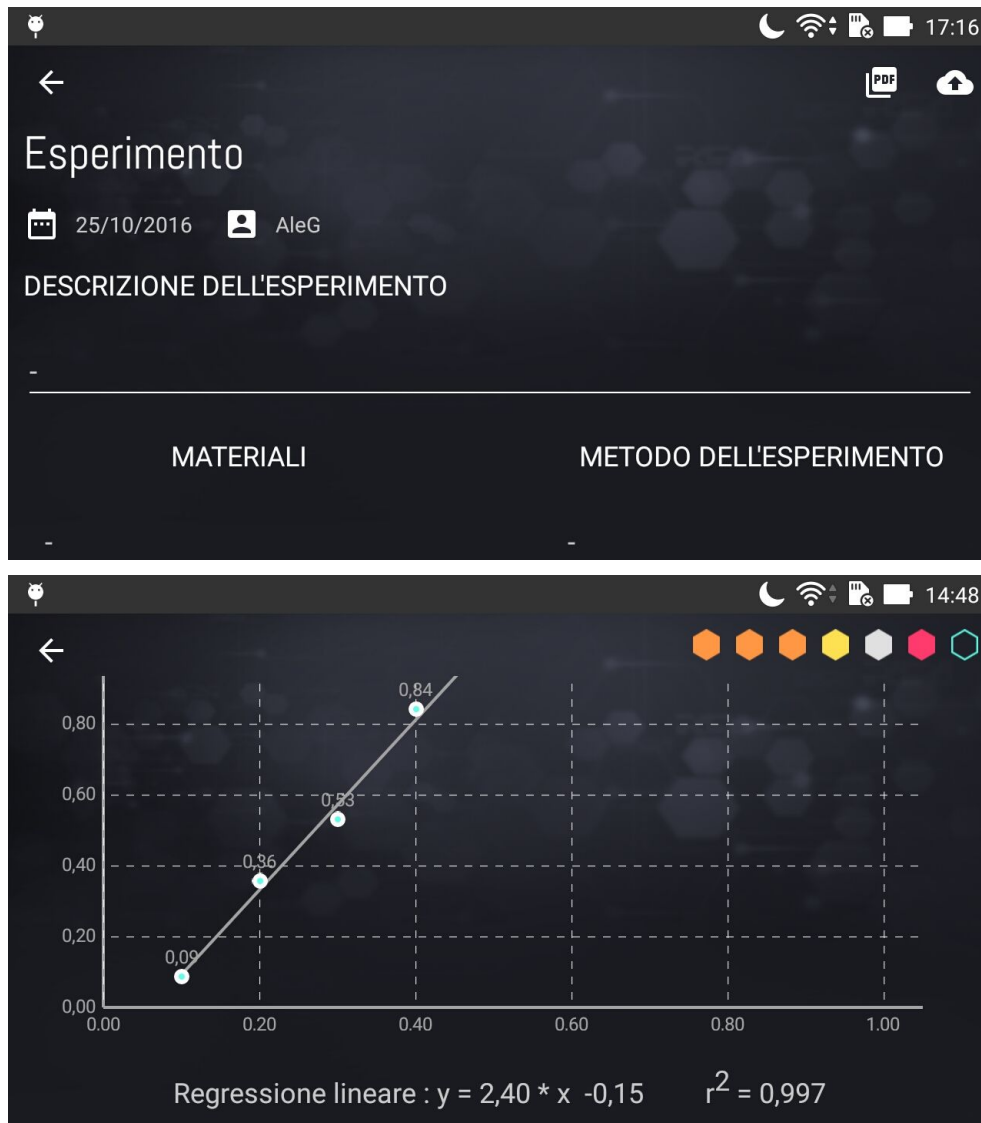 17:16
PDF
Esperimento
25/10/2016 AleG
DESCRIZIONE DELL'ESPERIMENTO
-
MATERIALI METODO DELL'ESPERIMENTO
- -
14:48
0,84
0,80
0,60
0,53
0,40
0,36
0,20
0,09
0,00
0.00 0.20 0.40 0.60 0.80 1.00
Regressione lineare : y = 2,40 * x -0,15 r² = 0,997